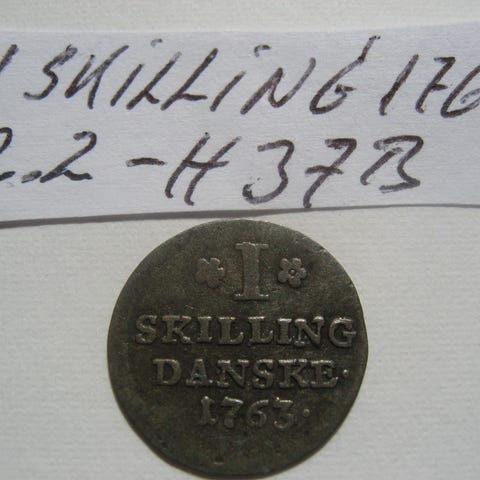 1 SKILLING 176
2.2 - H37B
I
SKILLING
DANSKE.
1763.